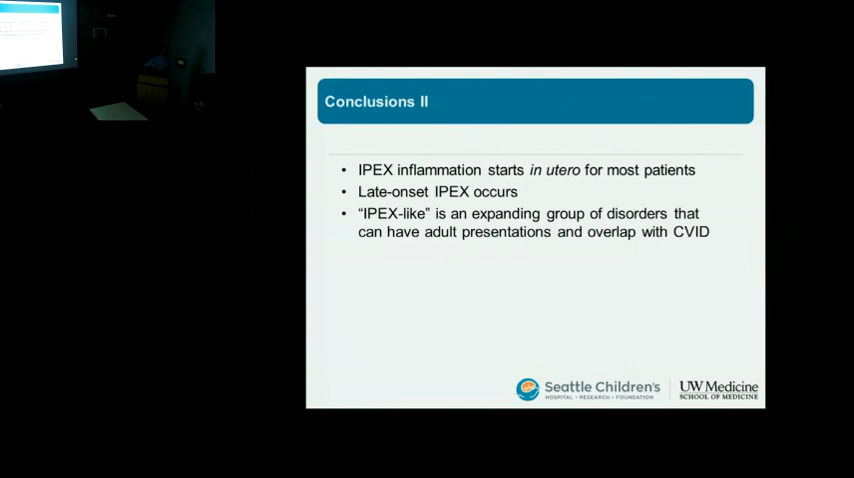 Conclusions II
• IPEX inflammation starts in utero for most patients
• Late-onset IPEX occurs
• “IPEX-like” is an expanding group of disorders that
can have adult presentations and overlap with CVID
Seattle Children's
HOSPITAL • RESEARCH • FOUNDATION
UW Medicine
SCHOOL OF MEDICINE